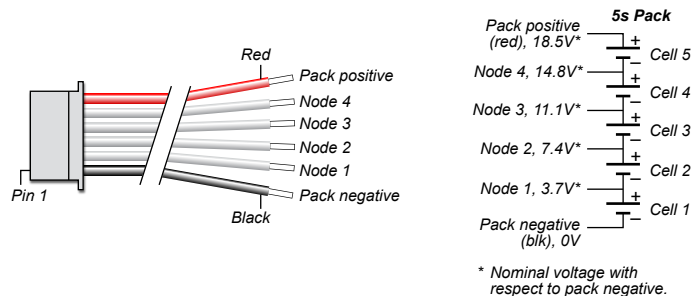 Red
Pack positive
Node 4
Node 3
Node 2
Node 1
Pack negative
Black
Pin 1
5s Pack
Pack positive
(red), 18.5V*
Node 4, 14.8V*
Node 3, 11.1V*
Node 2, 7.4V*
Node 1, 3.7V*
Pack negative
(blk), 0V
+
Cell 5
–
+
Cell 4
–
+
Cell 3
–
+
Cell 2
–
+
Cell 1
–
* Nominal voltage with
respect to pack negative.